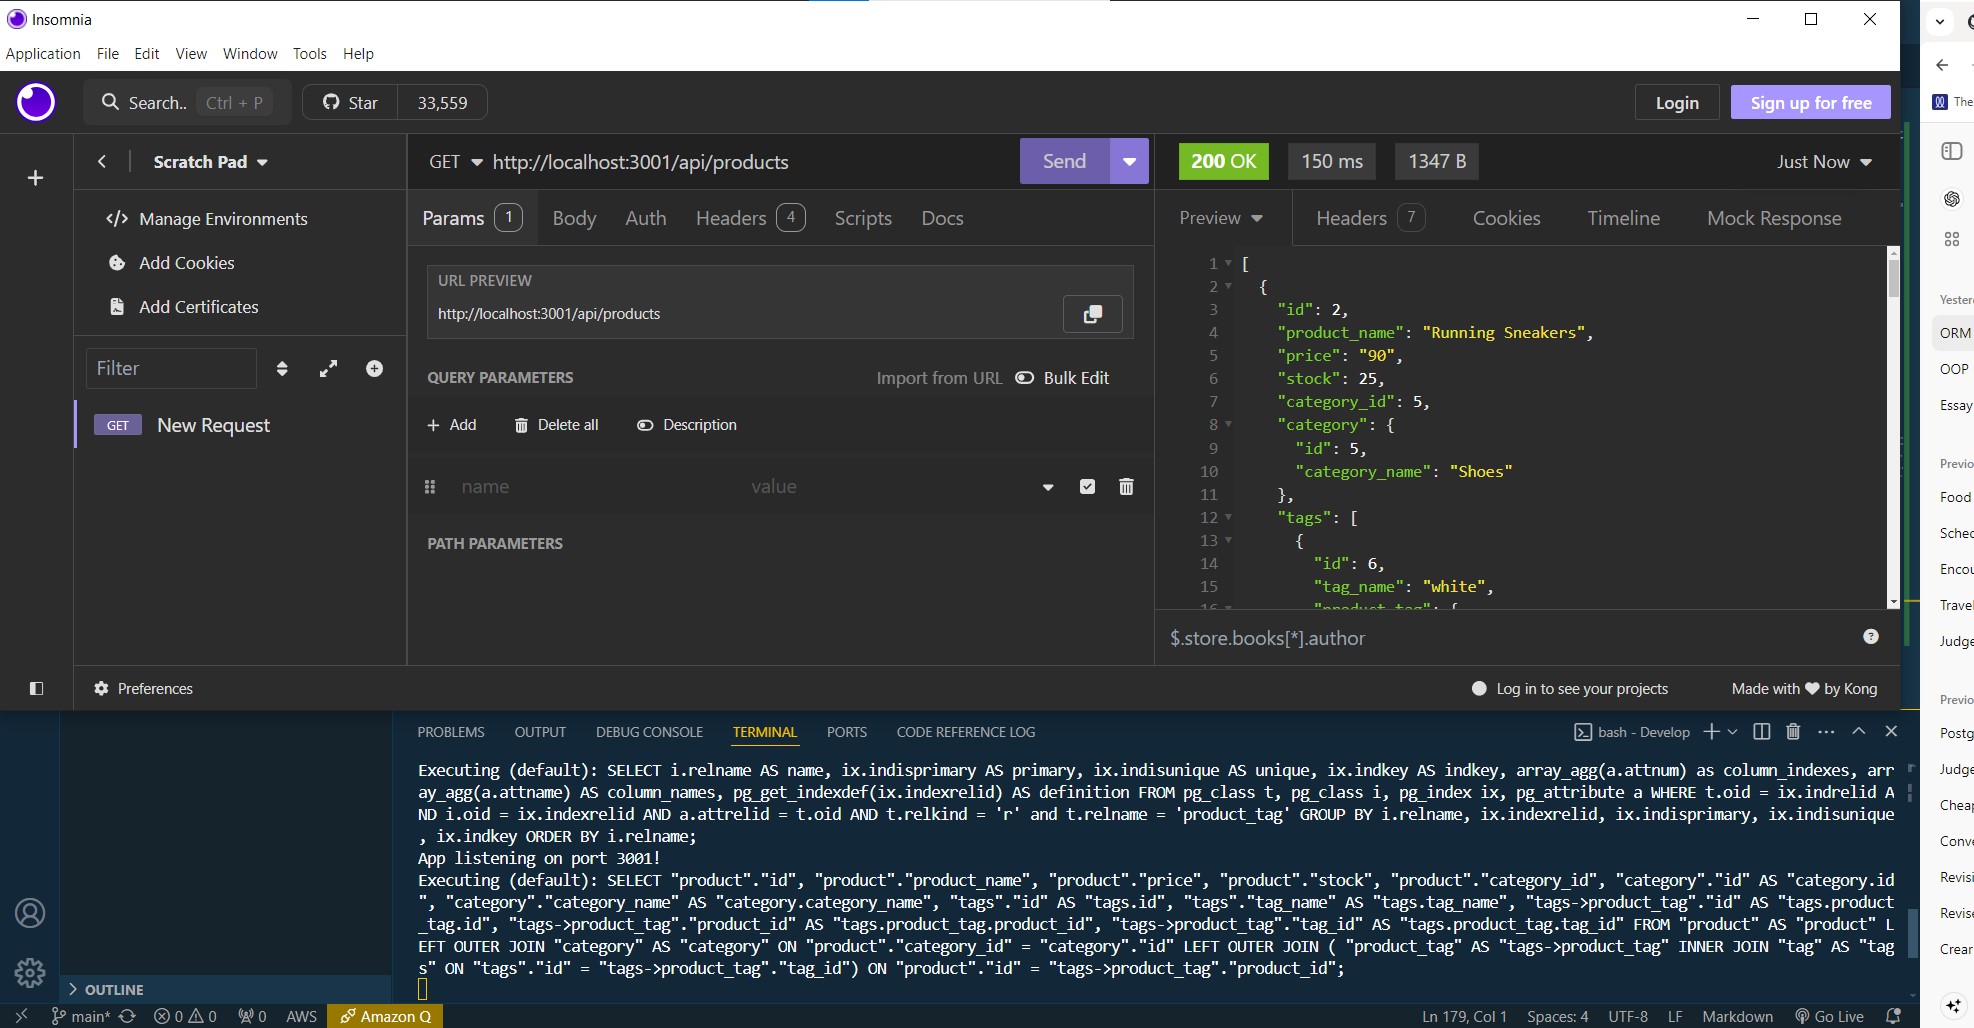 Insomnia
Application File Edit View Window Tools Help
Search.. Ctrl + P Star 33,559 Login Sign up for free
Scratch Pad
Manage Environments
Add Cookies
Add Certificates
Filter
GET New Request
Preferences
GET http://localhost:3001/api/products Send
Params 1 Body Auth Headers 4 Scripts Docs
URL PREVIEW
http://localhost:3001/api/products
QUERY PARAMETERS Import from URL Bulk Edit
+ Add Delete all Description
name value
PATH PARAMETERS
200 OK 150 ms 1347 B Just Now
Preview Headers 7 Cookies Timeline Mock Response
1 [
2 {
3 "id": 2,
4 "product_name": "Running Sneakers",
5 "price": "90",
6 "stock": 25,
7 "category_id": 5,
8 "category": {
9 "id": 5,
10 "category_name": "Shoes"
11 },
12 "tags": [
13 {
14 "id": 6,
15 "tag_name": "white",
16 "product_tag": {
$.store.books[*].author
Log in to see your projects Made with ♥ by Kong
PROBLEMS OUTPUT DEBUG CONSOLE TERMINAL PORTS CODE REFERENCE LOG bash - Develop
Executing (default): SELECT i.relname AS name, ix.indisprimary AS primary, ix.indisunique AS unique, ix.indkey AS indkey, array_agg(a.attnum) as column_indexes, arr
ay_agg(a.attname) AS column_names, pg_get_indexdef(ix.indexrelid) AS definition FROM pg_class t, pg_class i, pg_index ix, pg_attribute a WHERE t.oid = ix.indrelid A
ND i.oid = ix.indexrelid AND a.attrelid = t.oid AND t.relkind = 'r' and t.relname = 'product_tag' GROUP BY i.relname, ix.indexrelid, ix.indisprimary, ix.indisunique
, ix.indkey ORDER BY i.relname;
App listening on port 3001!
Executing (default): SELECT "product"."id", "product"."product_name", "product"."price", "product"."stock", "product"."category_id", "category"."id" AS "category.id
", "category"."category_name" AS "category.category_name", "tags"."id" AS "tags.id", "tags"."tag_name" AS "tags.tag_name", "tags->product_tag"."id" AS "tags.product
_tag.id", "tags->product_tag"."product_id" AS "tags.product_tag.product_id", "tags->product_tag"."tag_id" AS "tags.product_tag.tag_id" FROM "product" AS "product" L
EFT OUTER JOIN "category" AS "category" ON "product"."category_id" = "category"."id" LEFT OUTER JOIN ( "product_tag" AS "tags->product_tag" INNER JOIN "tag" AS "tag
s" ON "tags"."id" = "tags->product_tag"."tag_id") ON "product"."id" = "tags->product_tag"."product_id";
OUTLINE
main* 0 0 0 AWS Amazon Q Ln 179, Col 1 Spaces: 4 UTF-8 LF Markdown Go Live
The
Yester
ORM
OOP
Essay
Previo
Food
Sched
Encou
Travel
Judge
Previo
Postg
Judge
Cheap
Conve
Revisi
Revise
Crear